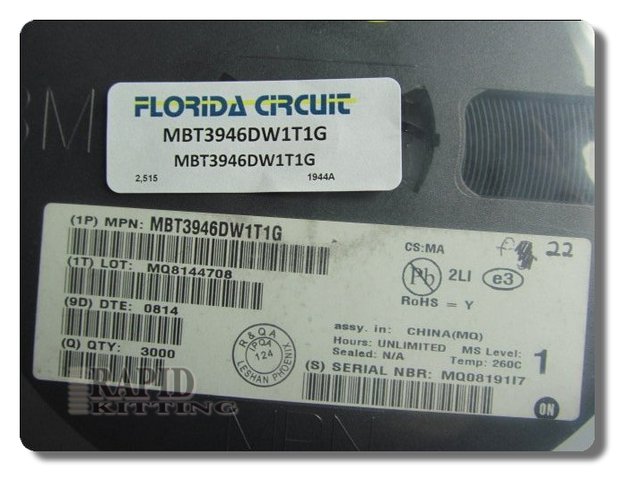 FLORIDA CIRCUIT
MBT3946DW1T1G
MBT3946DW1T1G
2,515 1944A
(1P) MPN: MBT3946DW1T1G
(1T) LOT: MQ8144708
(9D) DTE: 0814
(Q) QTY: 3000
CS:MA
22
Pb 2LI e3
RoHS = Y
assy. in: CHINA(MQ)
Hours: UNLIMITED MS Level: 1
Sealed: N/A Temp: 260C
(S) SERIAL NBR: MQ08191I7
R&QA
PQA
124
LESHAN PHOENIX
ON
RAPID
KITTING